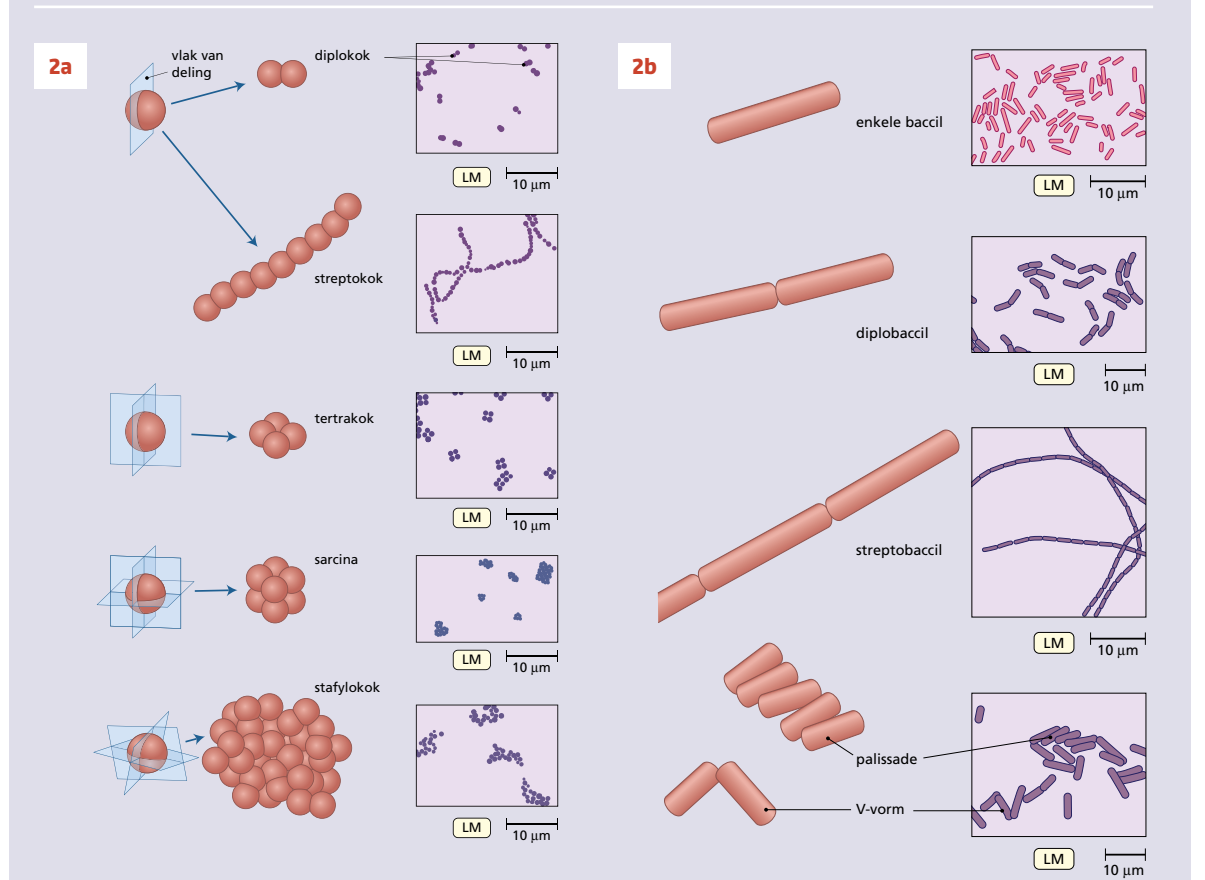 2a
vlak van
deling
diplokok
LM
10 µm
streptokok
LM
10 µm
tertrakok
LM
10 µm
sarcina
LM
10 µm
stafylokok
LM
10 µm
2b
enkele baccil
LM
10 µm
diplobaccil
LM
10 µm
streptobaccil
LM
10 µm
palissade
V-vorm
LM
10 µm